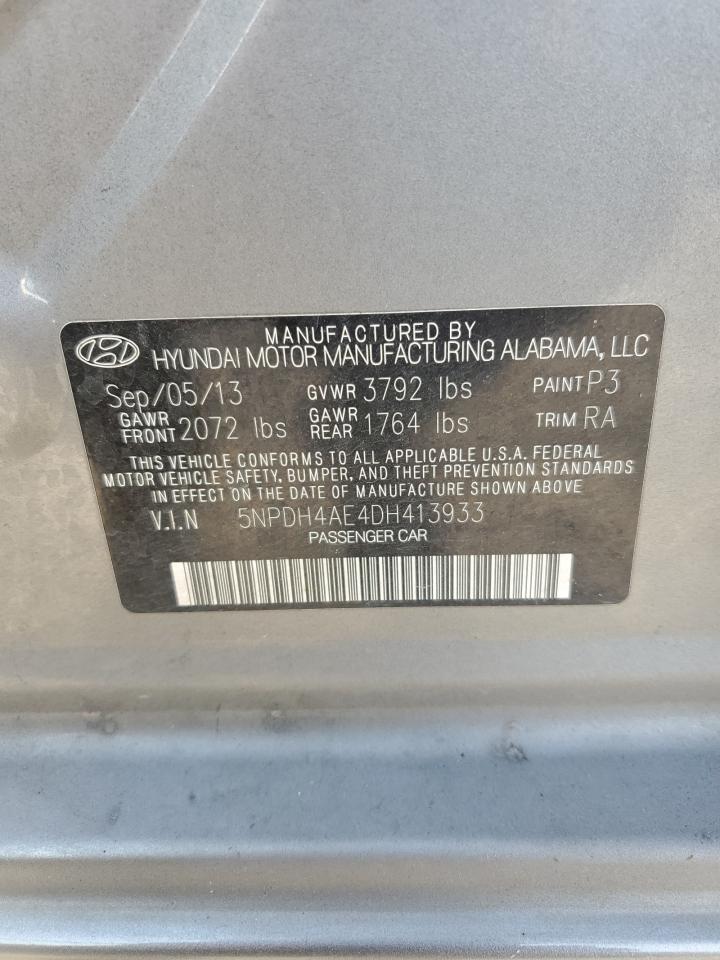 MANUFACTURED BY
HYUNDAI MOTOR MANUFACTURING ALABAMA, LLC
Sep/05/13 GVWR 3792 lbs PAINT P3
GAWR FRONT 2072 lbs GAWR REAR 1764 lbs TRIM RA
THIS VEHICLE CONFORMS TO ALL APPLICABLE U.S.A. FEDERAL
MOTOR VEHICLE SAFETY, BUMPER, AND THEFT PREVENTION STANDARDS
IN EFFECT ON THE DATE OF MANUFACTURE SHOWN ABOVE
V.I.N 5NPDH4AE4DH413933
PASSENGER CAR